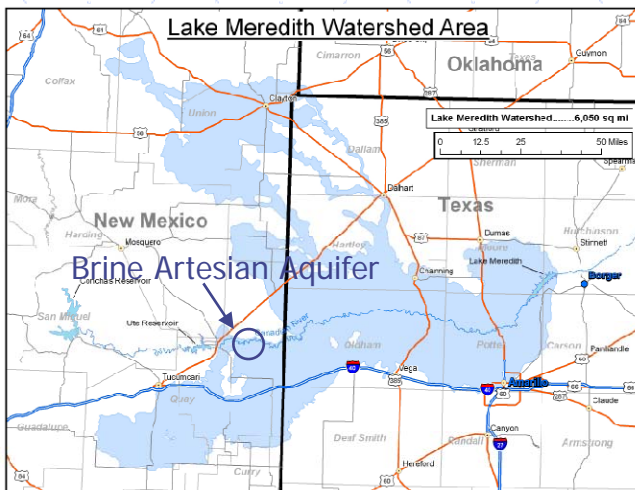 Lake Meredith Watershed Area
Cimarron
Oklahoma
Texas
Guymon
Colfax
Union
Clayton
Lake Meredith Watershed........6,050 sq mi
0 12.5 25 50 Miles
Dallam
Sherman
Spearman
Dalhart
Mora
New Mexico
Texas
Harding
Mosquero
Hartley
Dumas
Moore
Hutchinson
Stinnett
Lake Meredith
Brine Artesian Aquifer
Channing
Borger
Conchas Reservoir
San Miguel
Ute Reservoir
Canadian River
Oldham
Potter
Carson
Panhandle
Tucumcari
Vega
Amarillo
Quay
Claude
Guadalupe
Deaf Smith
Canyon
Randall
Armstrong
Curry
Hereford